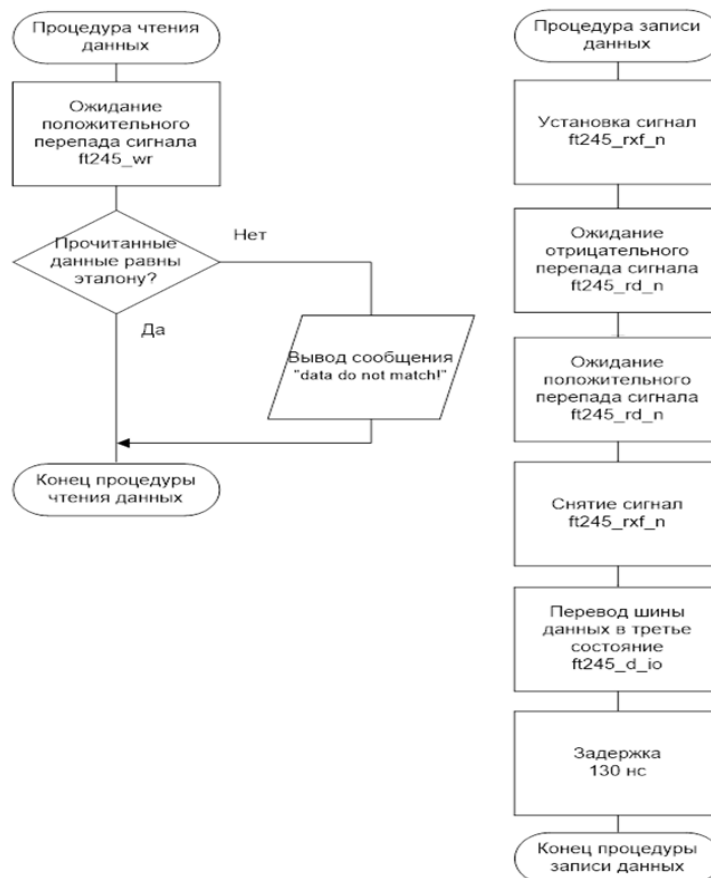 Процедура чтения
данных
Ожидание
положительного
перепада сигнала
ft245_wr
Прочитанные
данные равны
эталону?
Нет
Да
Вывод сообщения
"data do not match!"
Конец процедуры
чтения данных
Процедура записи
данных
Установка сигнал
ft245_rxf_n
Ожидание
отрицательного
перепада сигнала
ft245_rd_n
Ожидание
положительного
перепада сигнала
ft245_rd_n
Снятие сигнал
ft245_rxf_n
Перевод шины
данных в третье
состояние
ft245_d_io
Задержка
130 нс
Конец процедуры
записи данных